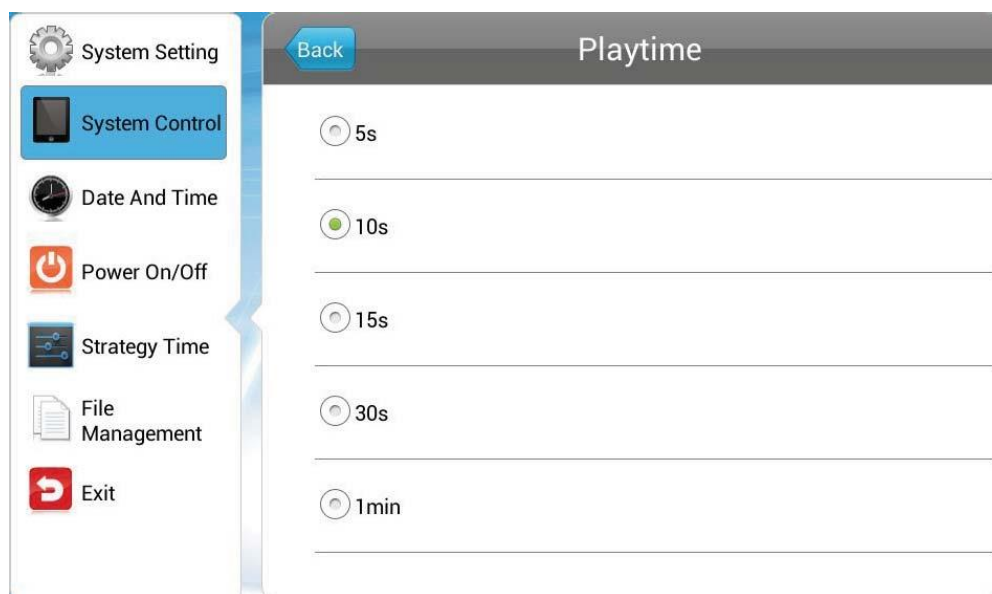 System Setting
System Control
Date And Time
Power On/Off
Strategy Time
File
Management
Exit
Back
Playtime
5s
10s
15s
30s
1min